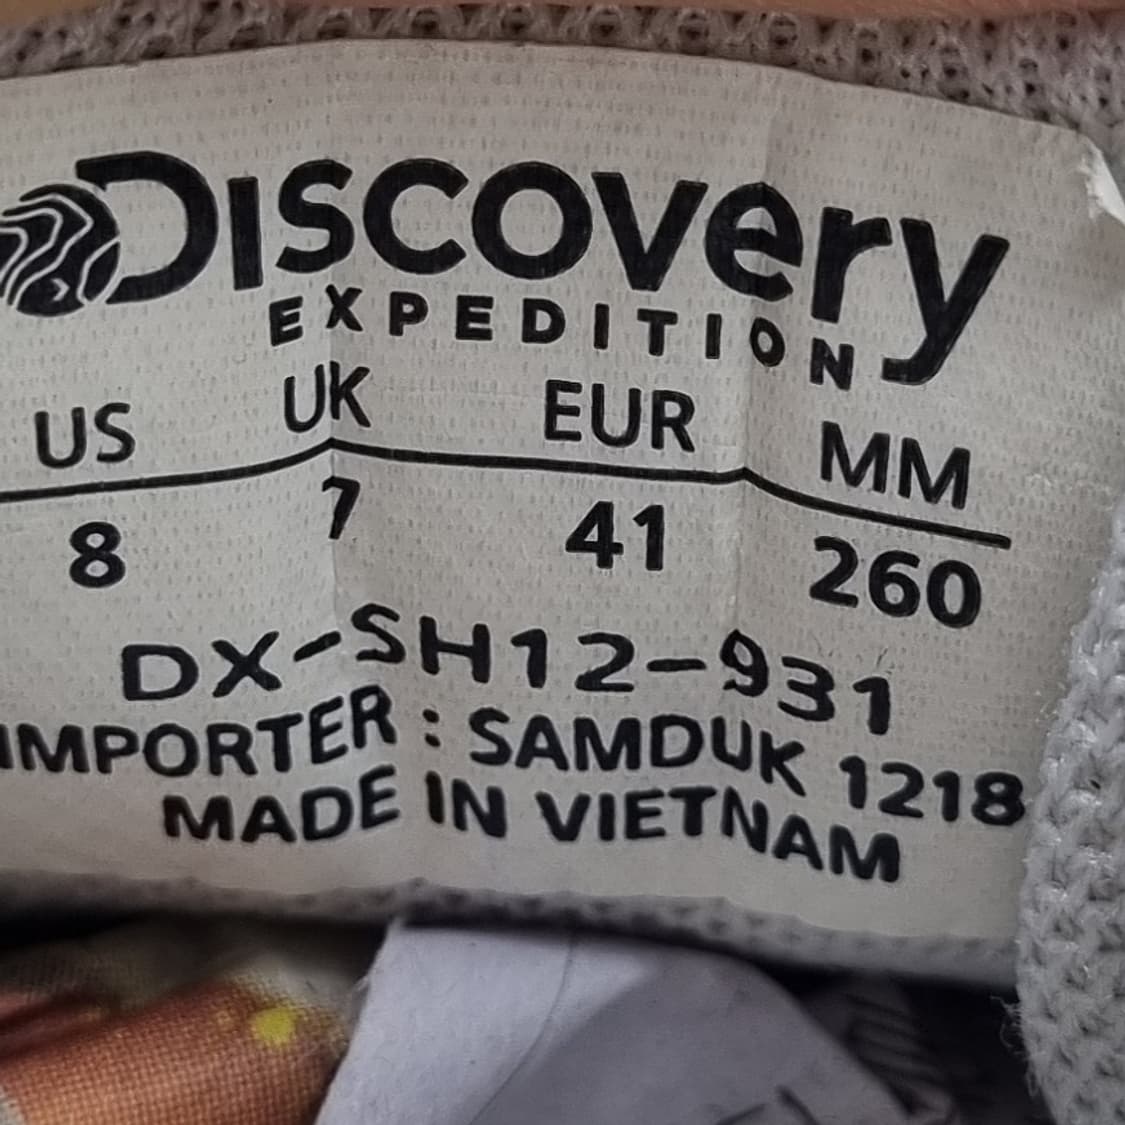 DISCOVERY
EXPEDITION
US UK EUR MM
8 7 41 260
DX-SH12-931
IMPORTER : SAMDUK 1218
MADE IN VIETNAM